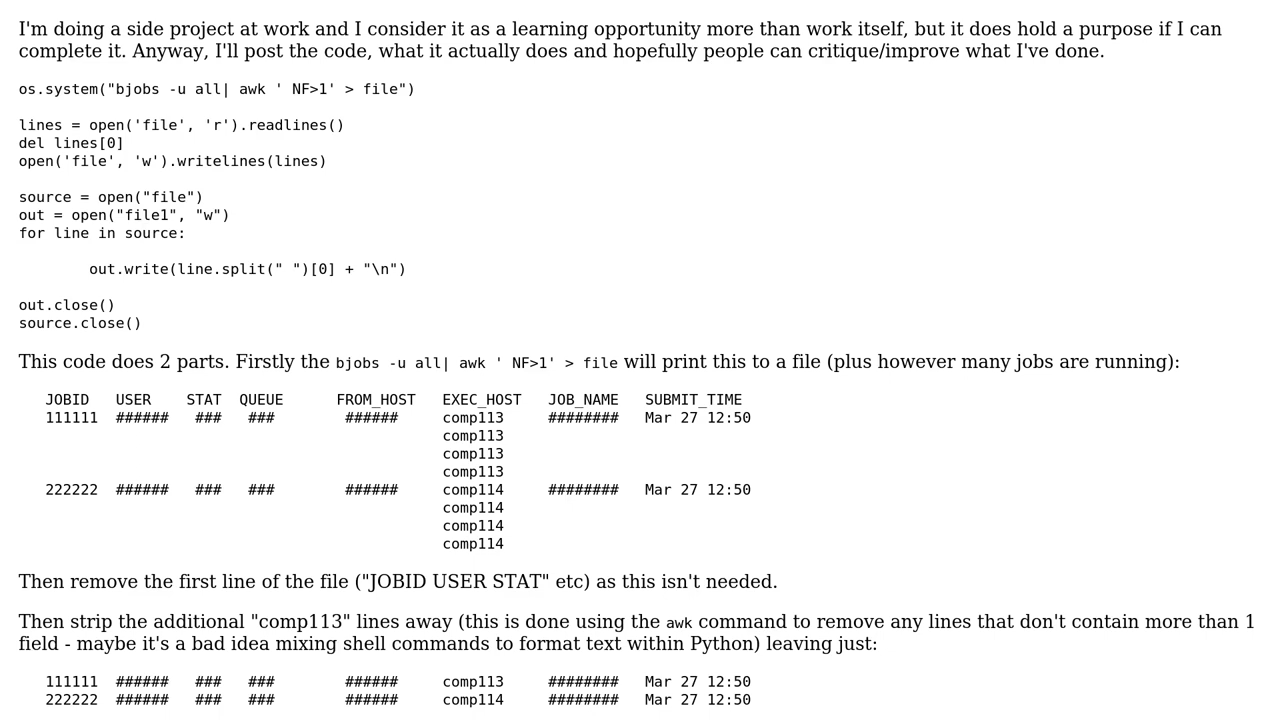 I'm doing a side project at work and I consider it as a learning opportunity more than work itself, but it does hold a purpose if I can
complete it. Anyway, I'll post the code, what it actually does and hopefully people can critique/improve what I've done.
os.system("bjobs -u all| awk ' NF>1' > file")
lines = open('file', 'r').readlines()
del lines[0]
open('file', 'w').writelines(lines)
source = open("file")
out = open("file1", "w")
for line in source:
        out.write(line.split(" ")[0] + "\n")
out.close()
source.close()
This code does 2 parts. Firstly the bjobs -u all| awk ' NF>1' > file will print this to a file (plus however many jobs are running):
   JOBID   USER    STAT  QUEUE      FROM_HOST   EXEC_HOST   JOB_NAME   SUBMIT_TIME
   111111  ######   ###   ###        ######     comp113     ########   Mar 27 12:50
                                                comp113
                                                comp113
                                                comp113
   222222  ######   ###   ###        ######     comp114     ########   Mar 27 12:50
                                                comp114
                                                comp114
                                                comp114
Then remove the first line of the file ("JOBID USER STAT" etc) as this isn't needed.
Then strip the additional "comp113" lines away (this is done using the awk command to remove any lines that don't contain more than 1
field - maybe it's a bad idea mixing shell commands to format text within Python) leaving just:
   111111  ######   ###   ###        ######     comp113     ########   Mar 27 12:50
   222222  ######   ###   ###        ######     comp114     ########   Mar 27 12:50